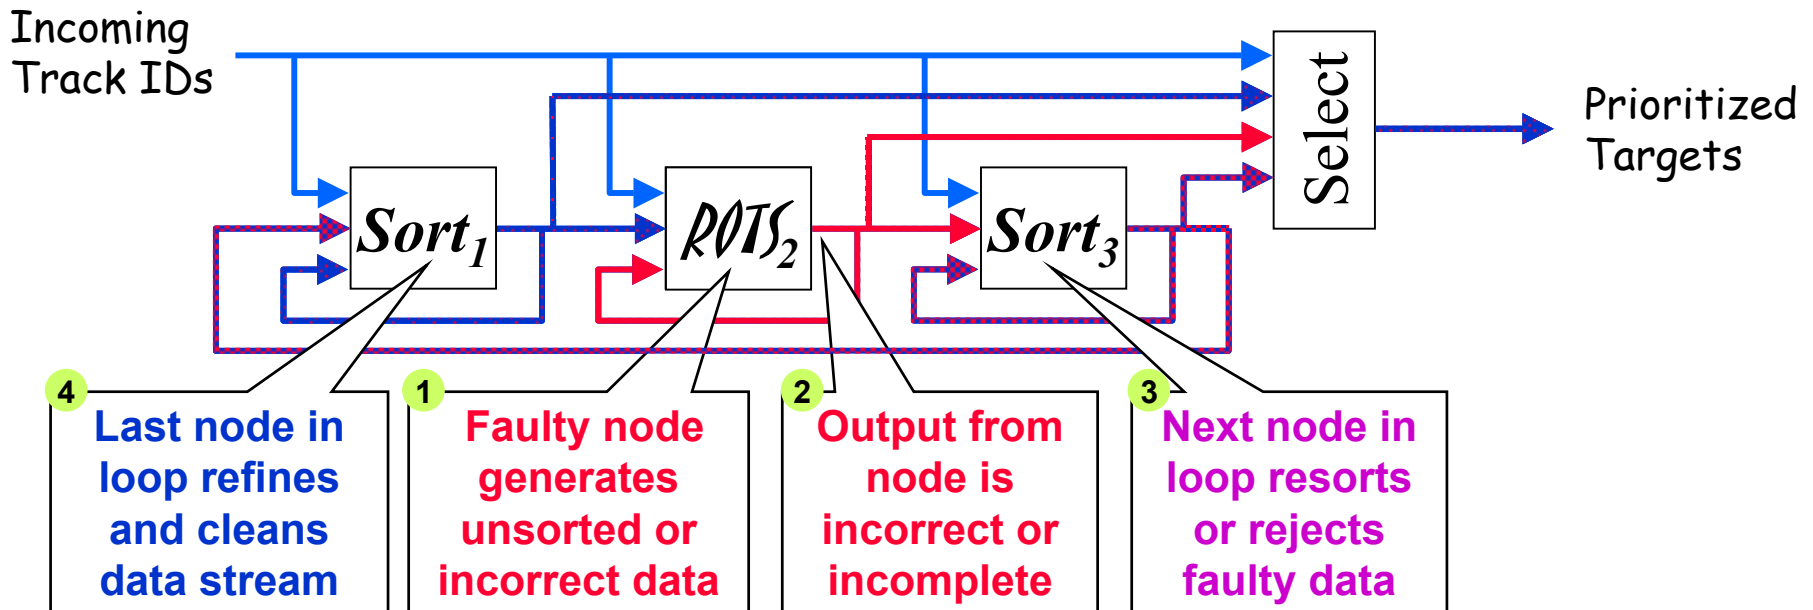 Incoming
Track IDs
Select
Prioritized
Targets
Sort1
ROTS2
Sort3
4
Last node in
loop refines
and cleans
data stream
1
Faulty node
generates
unsorted or
incorrect data
2
Output from
node is
incorrect or
incomplete
3
Next node in
loop resorts
or rejects
faulty data